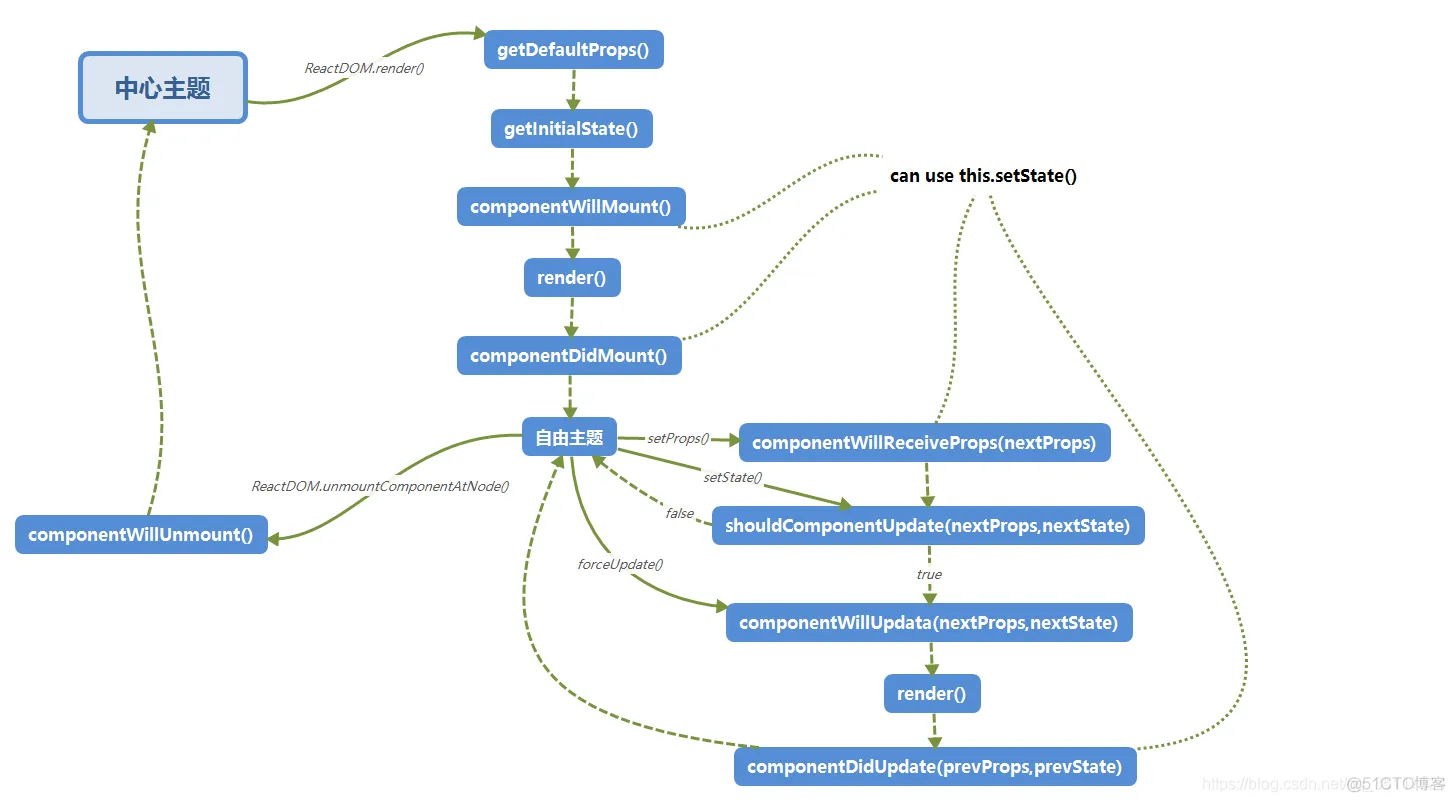 中心主题
ReactDOM.render()
getDefaultProps()
getInitialState()
can use this.setState()
componentWillMount()
render()
componentDidMount()
自由主题
setProps()
componentWillReceiveProps(nextProps)
setState()
ReactDOM.unmountComponentAtNode()
false
shouldComponentUpdate(nextProps,nextState)
componentWillUnmount()
forceUpdate()
true
componentWillUpdata(nextProps,nextState)
render()
componentDidUpdate(prevProps,prevState)
https://blog.csdn.net/
@51CTO博客